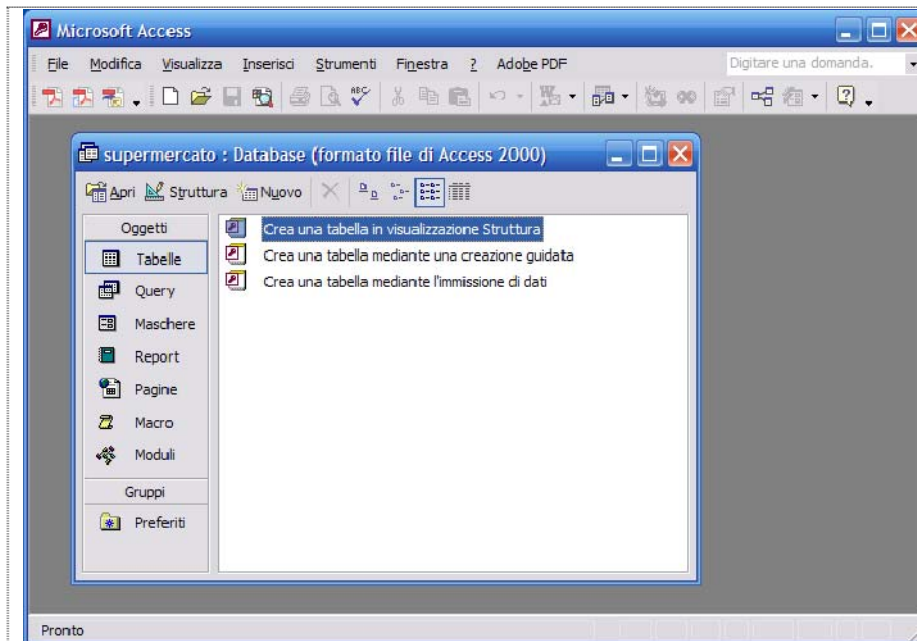 Microsoft Access
File Modifica Visualizza Inserisci Strumenti Finestra ? Adobe PDF Digitare una domanda.
supermercato : Database (formato file di Access 2000)
Apri Struttura Nuovo
Oggetti
Tabelle
Query
Maschere
Report
Pagine
Macro
Moduli
Gruppi
Preferiti
Crea una tabella in visualizzazione Struttura
Crea una tabella mediante una creazione guidata
Crea una tabella mediante l'immissione di dati
Pronto